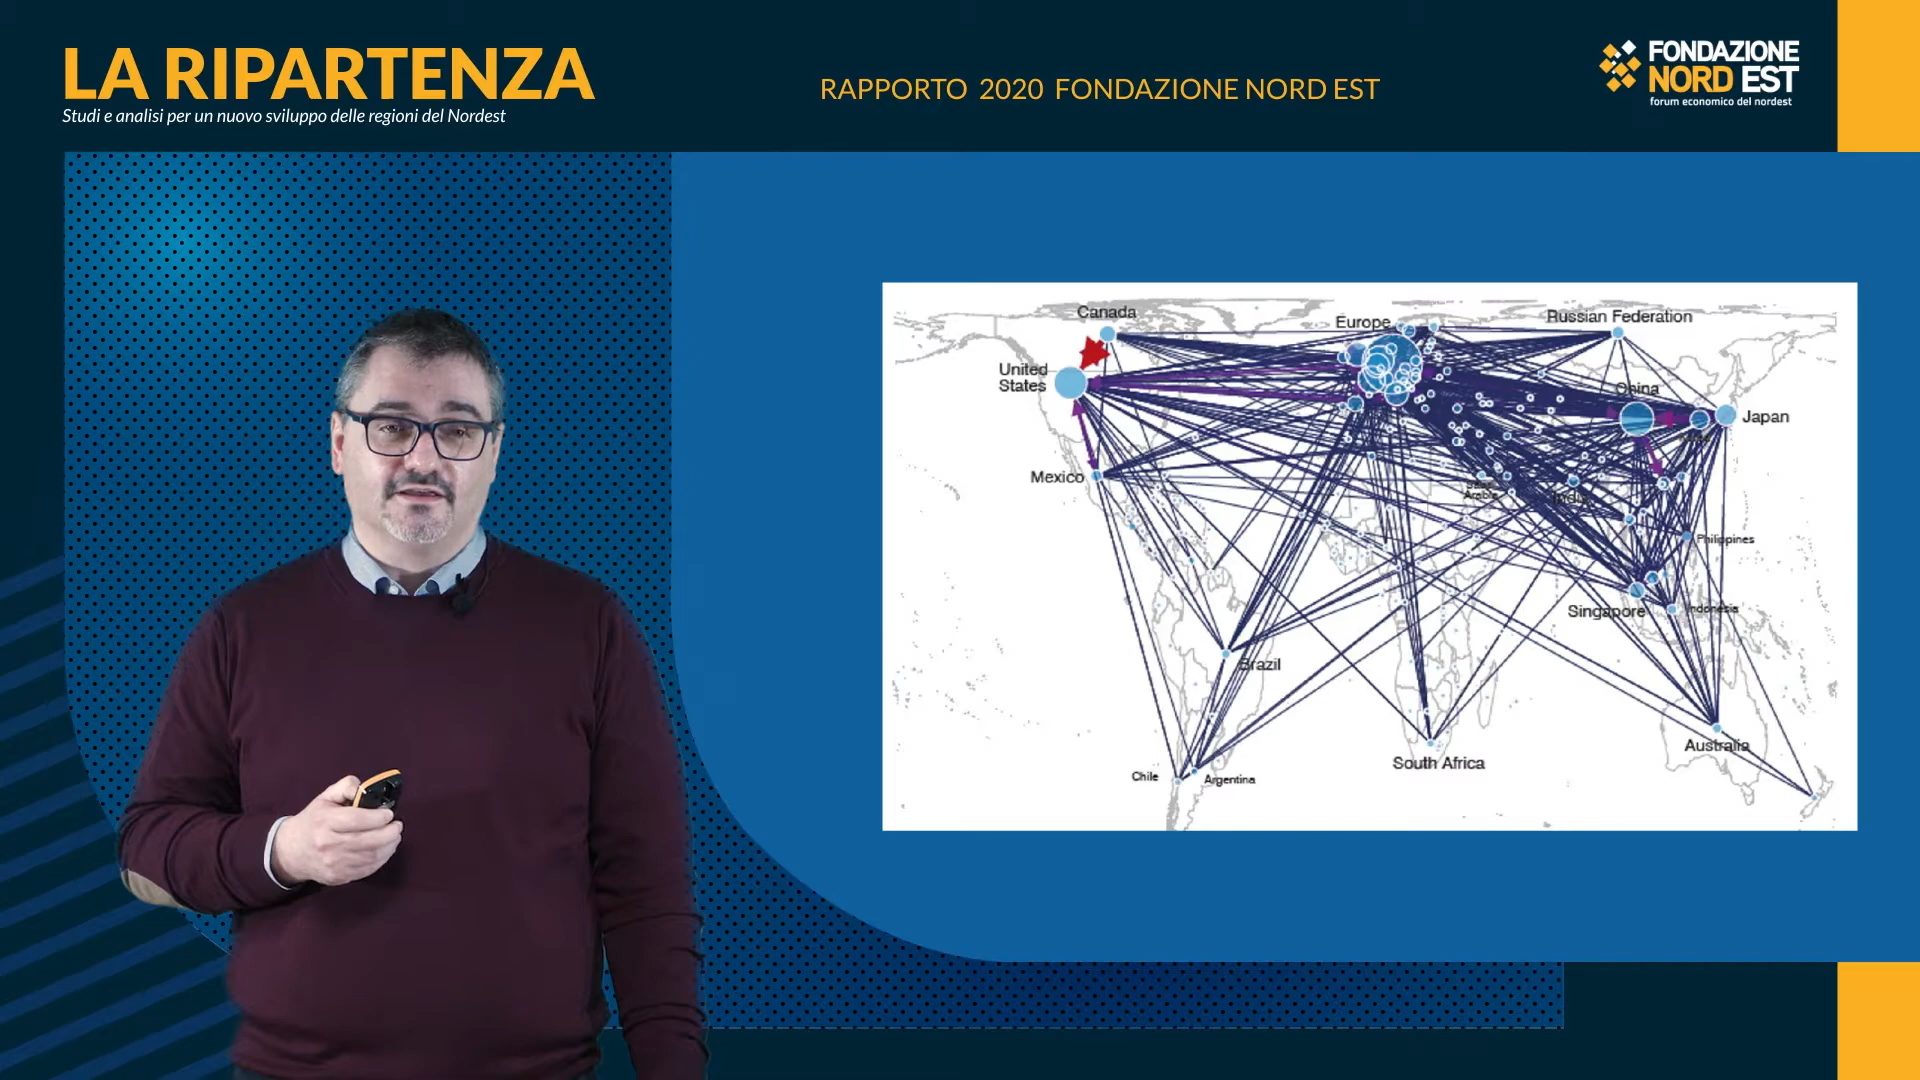 LA RIPARTENZA
Studi e analisi per un nuovo sviluppo delle regioni del Nordest
RAPPORTO 2020 FONDAZIONE NORD EST
FONDAZIONE
NORD EST
forum economico del nordest
Canada
Europe
Russian Federation
United
States
China
Japan
Mexico
Arabia
India
Philippines
Singapore
Indonesia
Brazil
Australia
South Africa
Chile
Argentina